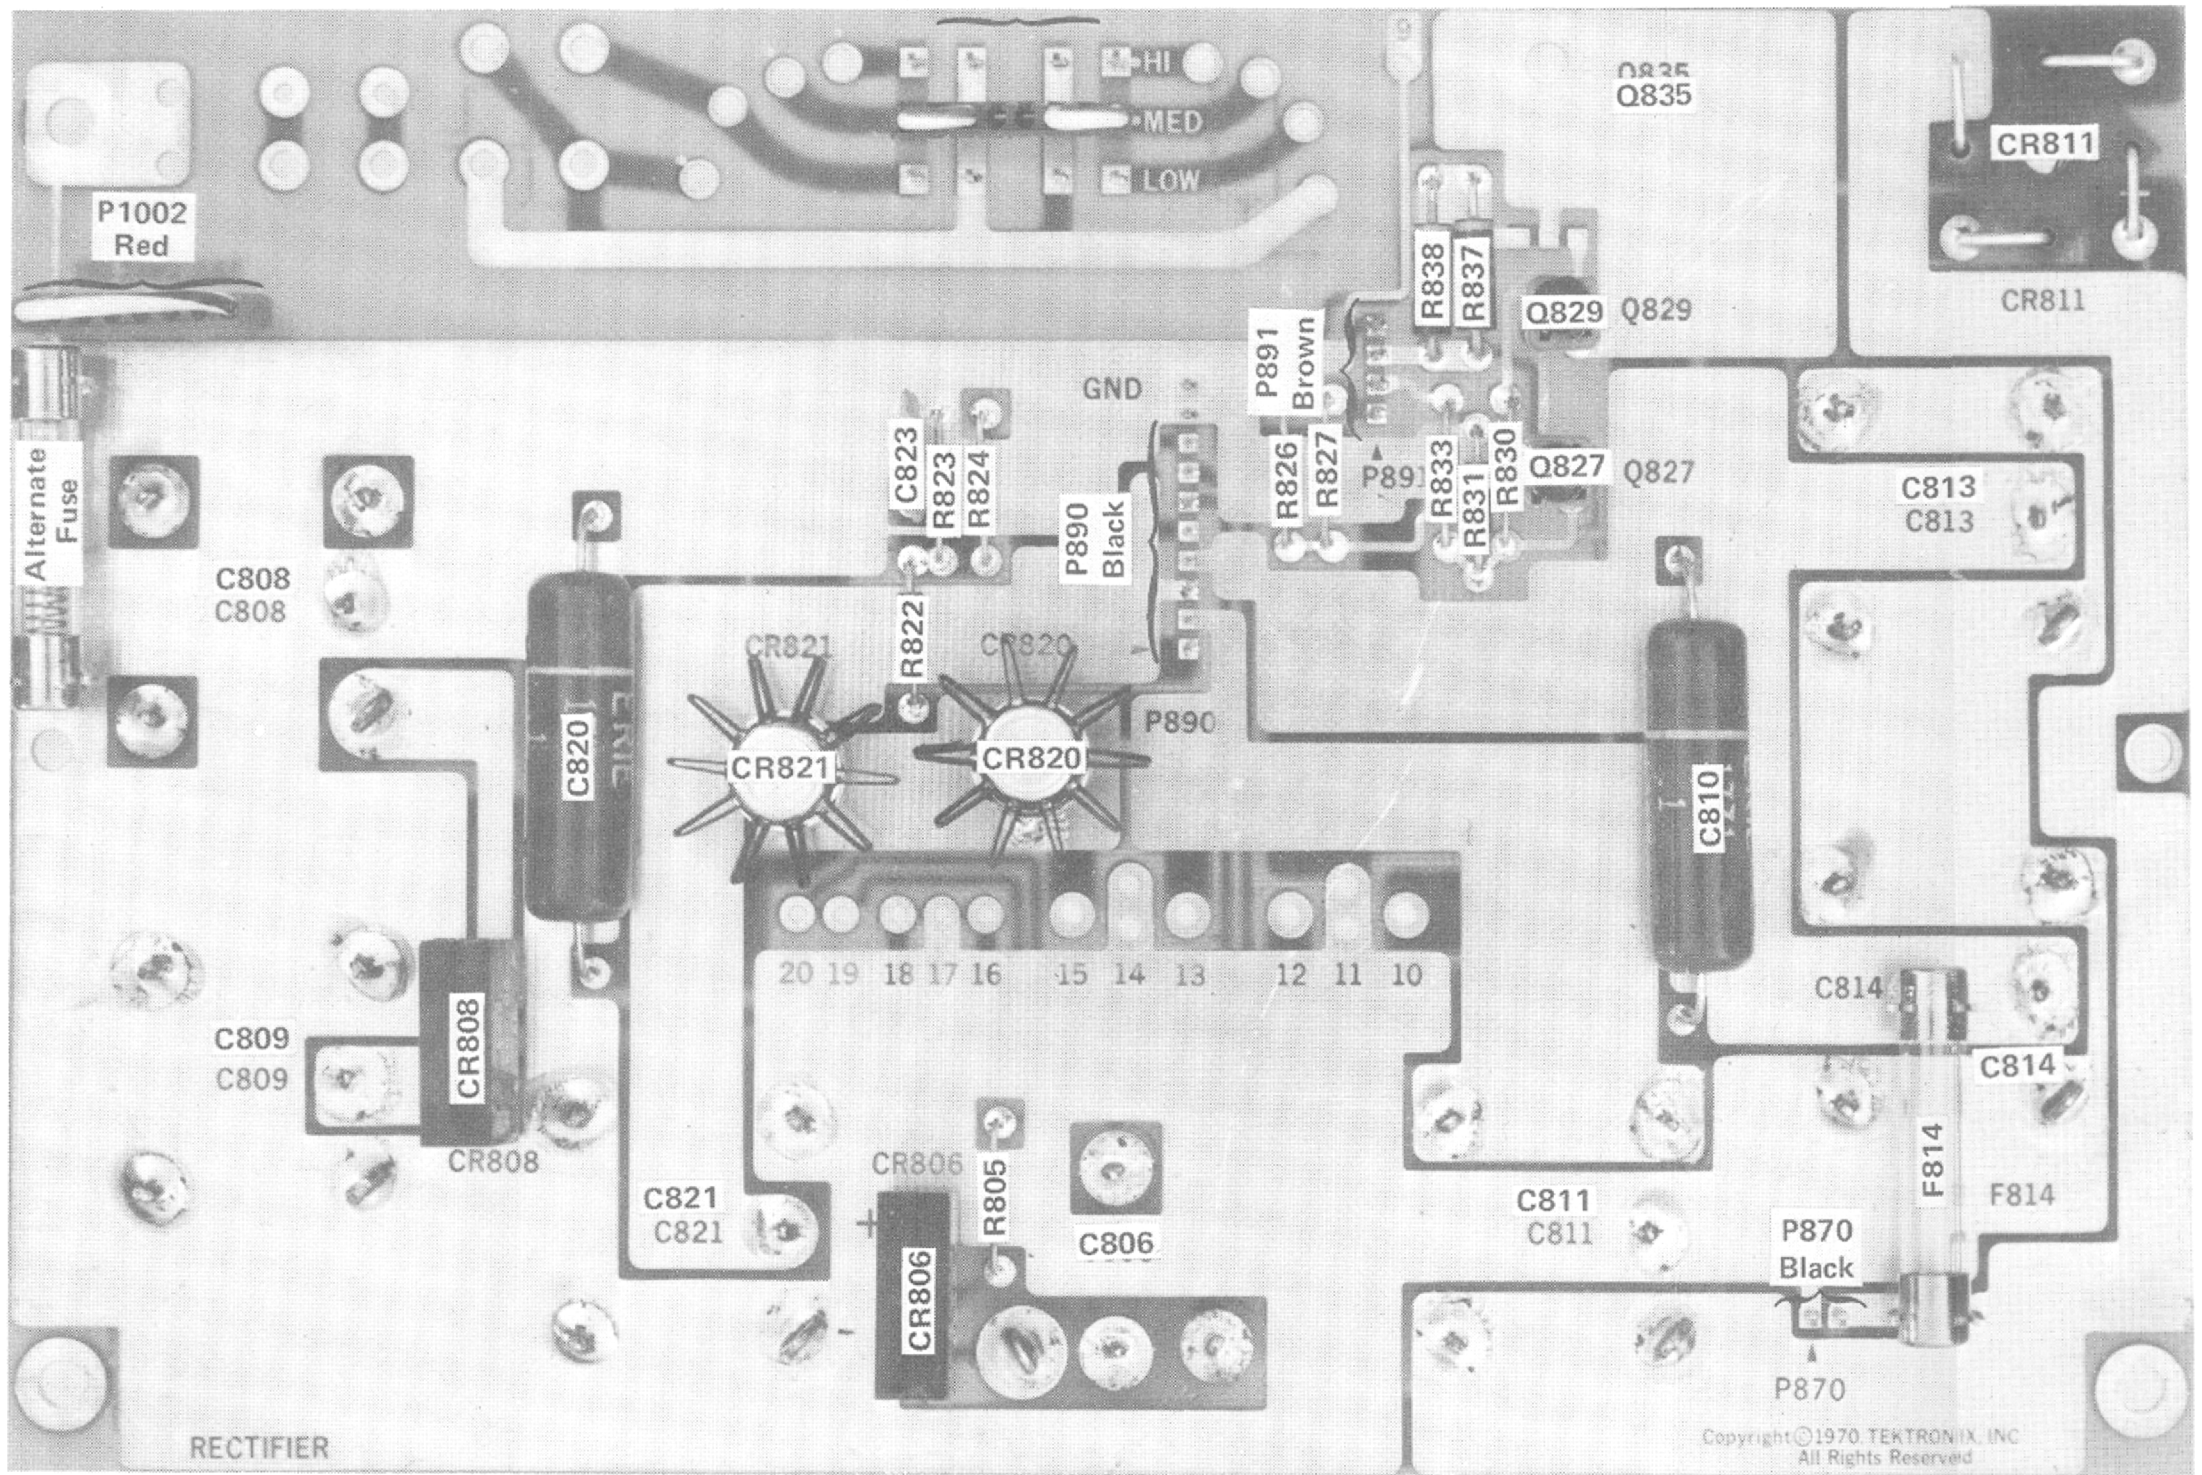 9
HI
MED
LOW
Q835
Q835
CR811
CR811
P1002
Red
R838
R837
Q829
Q829
P891
Brown
GND
Alternate
Fuse
C823
R823
R824
P890
Black
R826
R827
P891
R833
R831
R830
Q827
Q827
C813
C813
C808
C808
R822
CR821
CR820
P890
C820
1
CR821
CR820
C810
1
20 19 18 17 16 15 14 13 12 11 10
C814
C814
C809
C809
CR808
CR808
CR806
R805
C821
C821
+
C806
CR806
-
C811
C811
F814
F814
P870
Black
P870
RECTIFIER
Copyright©1970 TEKTRONIX, INC
All Rights Reserved